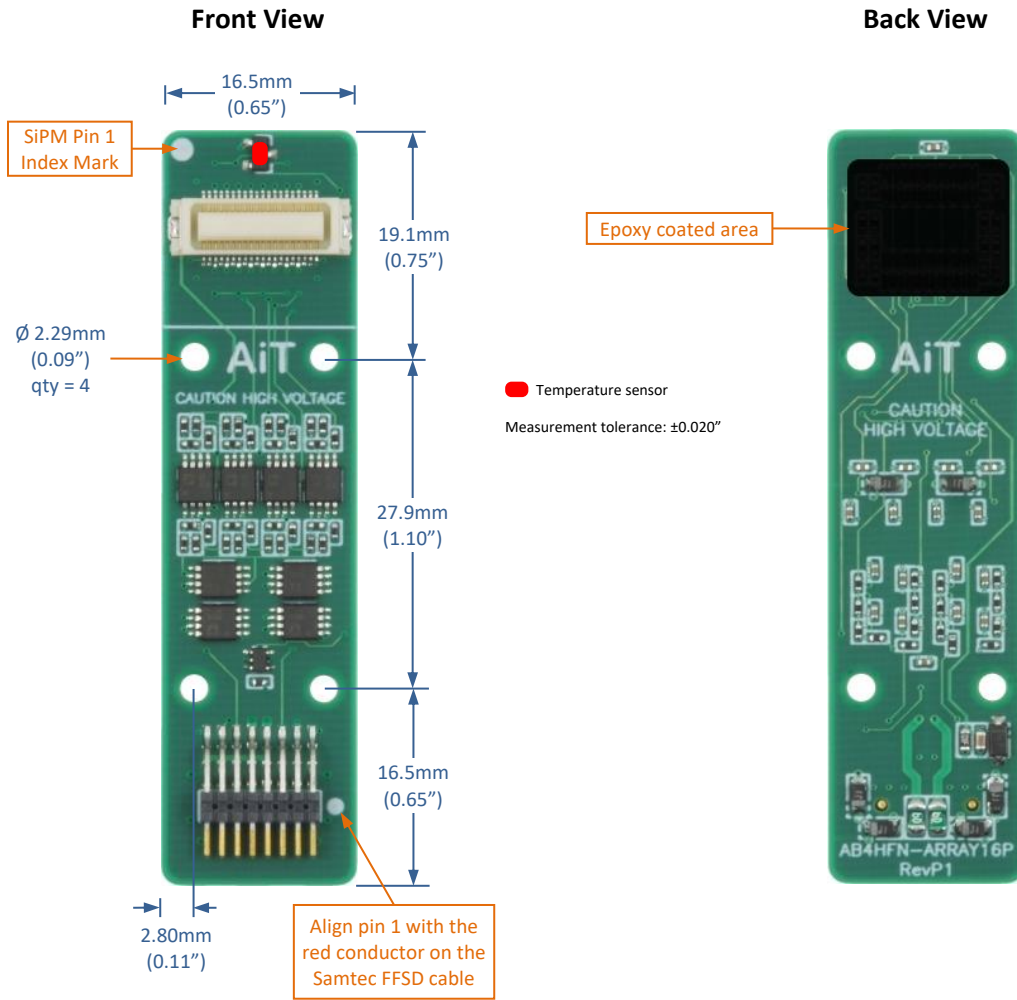 Front View
Back View
16.5mm
(0.65”)
SiPM Pin 1
Index Mark
19.1mm
(0.75”)
Epoxy coated area
Ø 2.29mm
(0.09”)
qty = 4
AiT
CAUTION HIGH VOLTAGE
AiT
CAUTION
HIGH VOLTAGE
Temperature sensor
Measurement tolerance: ±0.020”
27.9mm
(1.10”)
16.5mm
(0.65”)
AB4HFN-ARRAY16P
RevP1
2.80mm
(0.11”)
Align pin 1 with the
red conductor on the
Samtec FFSD cable